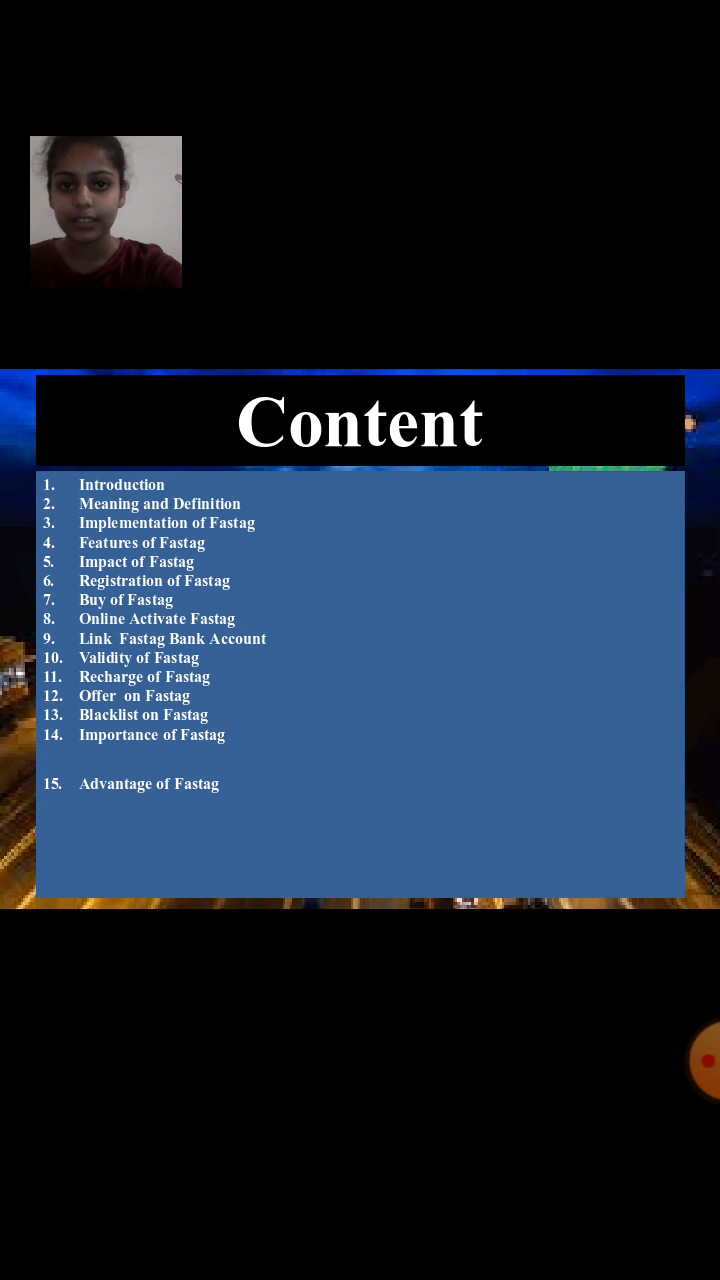 Content
1. Introduction
2. Meaning and Definition
3. Implementation of Fastag
4. Features of Fastag
5. Impact of Fastag
6. Registration of Fastag
7. Buy of Fastag
8. Online Activate Fastag
9. Link  Fastag Bank Account
10. Validity of Fastag
11. Recharge of Fastag
12. Offer  on Fastag
13. Blacklist on Fastag
14. Importance of Fastag
15. Advantage of Fastag